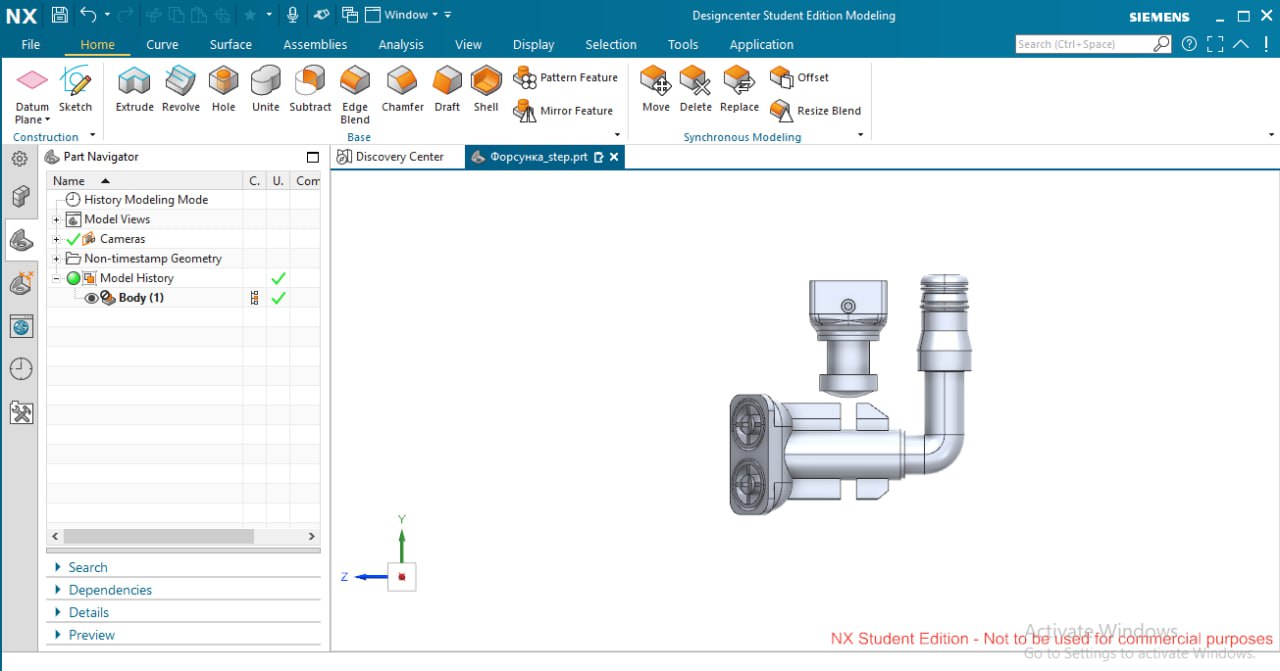 NX Window Designcenter Student Edition Modeling SIEMENS
File Home Curve Surface Assemblies Analysis View Display Selection Tools Application Search (Ctrl+Space)
Datum Plane Sketch Extrude Revolve Hole Unite Subtract Edge Blend Chamfer Draft Shell Pattern Feature Mirror Feature Move Delete Replace Offset Resize Blend
Construction Base Synchronous Modeling
Part Navigator Discovery Center Форсунка_step.prt
Name C. U. Com
History Modeling Mode
Model Views
Cameras
Non-timestamp Geometry
Model History
Body (1)
Y
Z
Search
Dependencies
Details
Preview
Activate Windows
NX Student Edition - Not to be used for commercial purposes
Go to Settings to activate Windows.